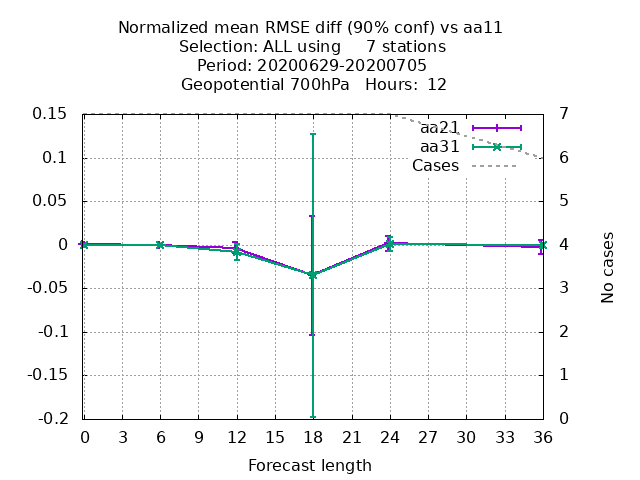 Normalized mean RMSE diff (90% conf) vs aa11
Selection: ALL using     7 stations
Period: 20200629-20200705
Geopotential 700hPa   Hours:  12
0.15 7
aa21
aa31
0.1 Cases 6
0.05 5
0 4
-0.05 3
-0.1 2
-0.15 1
-0.2 0
No cases
0 3 6 9 12 15 18 21 24 27 30 33 36
Forecast length